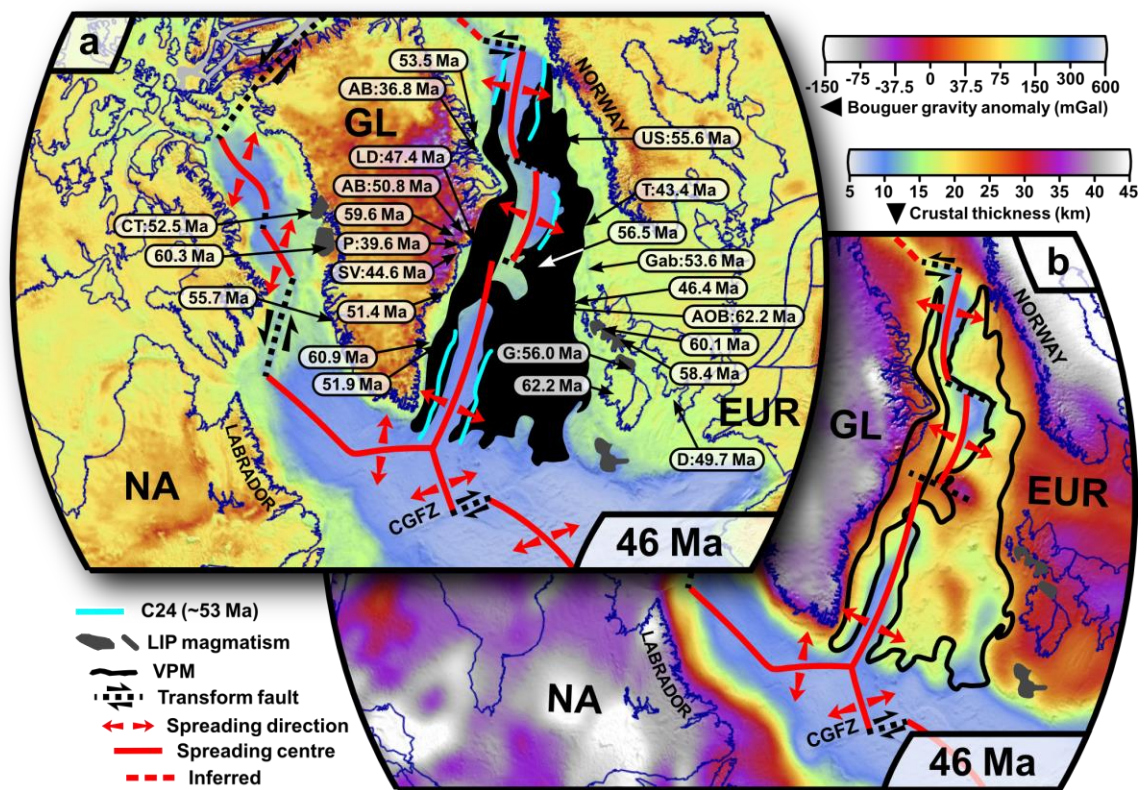 a
GL
NORWAY
53.5 Ma
AB:36.8 Ma
LD:47.4 Ma
AB:50.8 Ma
59.6 Ma
P:39.6 Ma
SV:44.6 Ma
51.4 Ma
CT:52.5 Ma
60.3 Ma
55.7 Ma
60.9 Ma
51.9 Ma
US:55.6 Ma
T:43.4 Ma
56.5 Ma
Gab:53.6 Ma
46.4 Ma
AOB:62.2 Ma
60.1 Ma
G:56.0 Ma
58.4 Ma
62.2 Ma
D:49.7 Ma
EUR
NA
LABRADOR
CGFZ
46 Ma
-150 -75 -37.5 0 37.5 75 150 300 600
Bouguer gravity anomaly (mGal)
5 10 15 20 25 30 35 40 45
Crustal thickness (km)
b
NORWAY
GL
EUR
LABRADOR
NA
CGFZ
46 Ma
C24 (~53 Ma)
LIP magmatism
VPM
Transform fault
Spreading direction
Spreading centre
Inferred